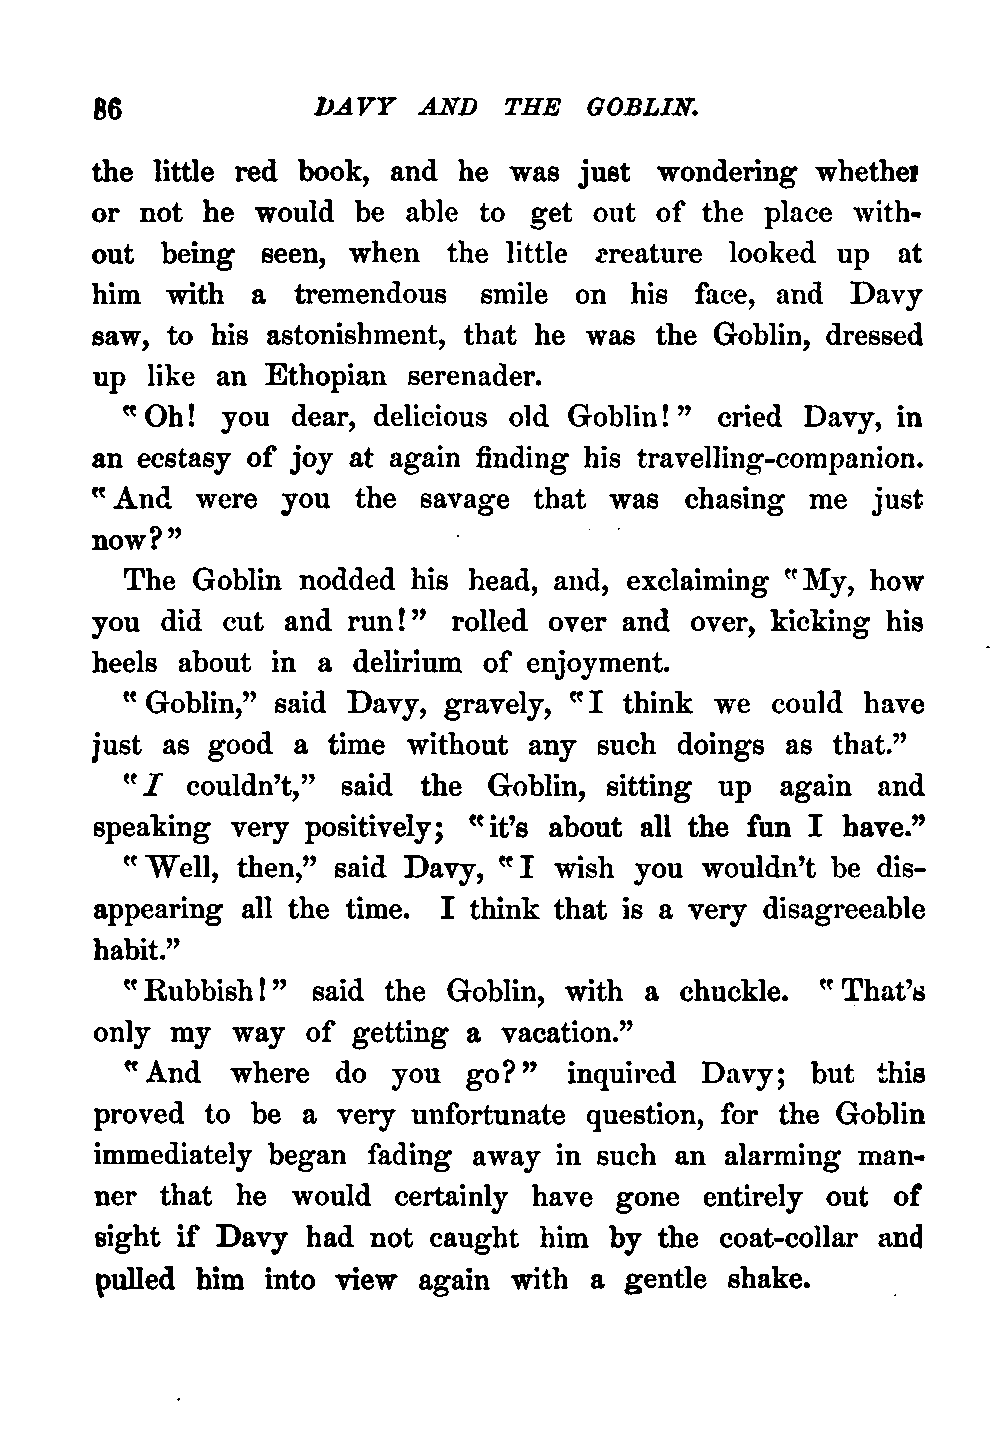 86 DAVY AND THE GOBLIN.
the little red book, and he was just wondering whether
or not he would be able to get out of the place with-
out being seen, when the little creature looked up at
him with a tremendous smile on his face, and Davy
saw, to his astonishment, that he was the Goblin, dressed
up like an Ethopian serenader.
"Oh! you dear, delicious old Goblin!" cried Davy, in
an ecstasy of joy at again finding his travelling-companion.
"And were you the savage that was chasing me just
now?"
The Goblin nodded his head, and, exclaiming "My, how
you did cut and run!" rolled over and over, kicking his
heels about in a delirium of enjoyment.
"Goblin," said Davy, gravely, "I think we could have
just as good a time without any such doings as that."
"I couldn't," said the Goblin, sitting up again and
speaking very positively; "it's about all the fun I have."
"Well, then," said Davy, "I wish you wouldn't be dis-
appearing all the time. I think that is a very disagreeable
habit."
"Rubbish!" said the Goblin, with a chuckle. "That's
only my way of getting a vacation."
"And where do you go?" inquired Davy; but this
proved to be a very unfortunate question, for the Goblin
immediately began fading away in such an alarming man-
ner that he would certainly have gone entirely out of
sight if Davy had not caught him by the coat-collar and
pulled him into view again with a gentle shake.